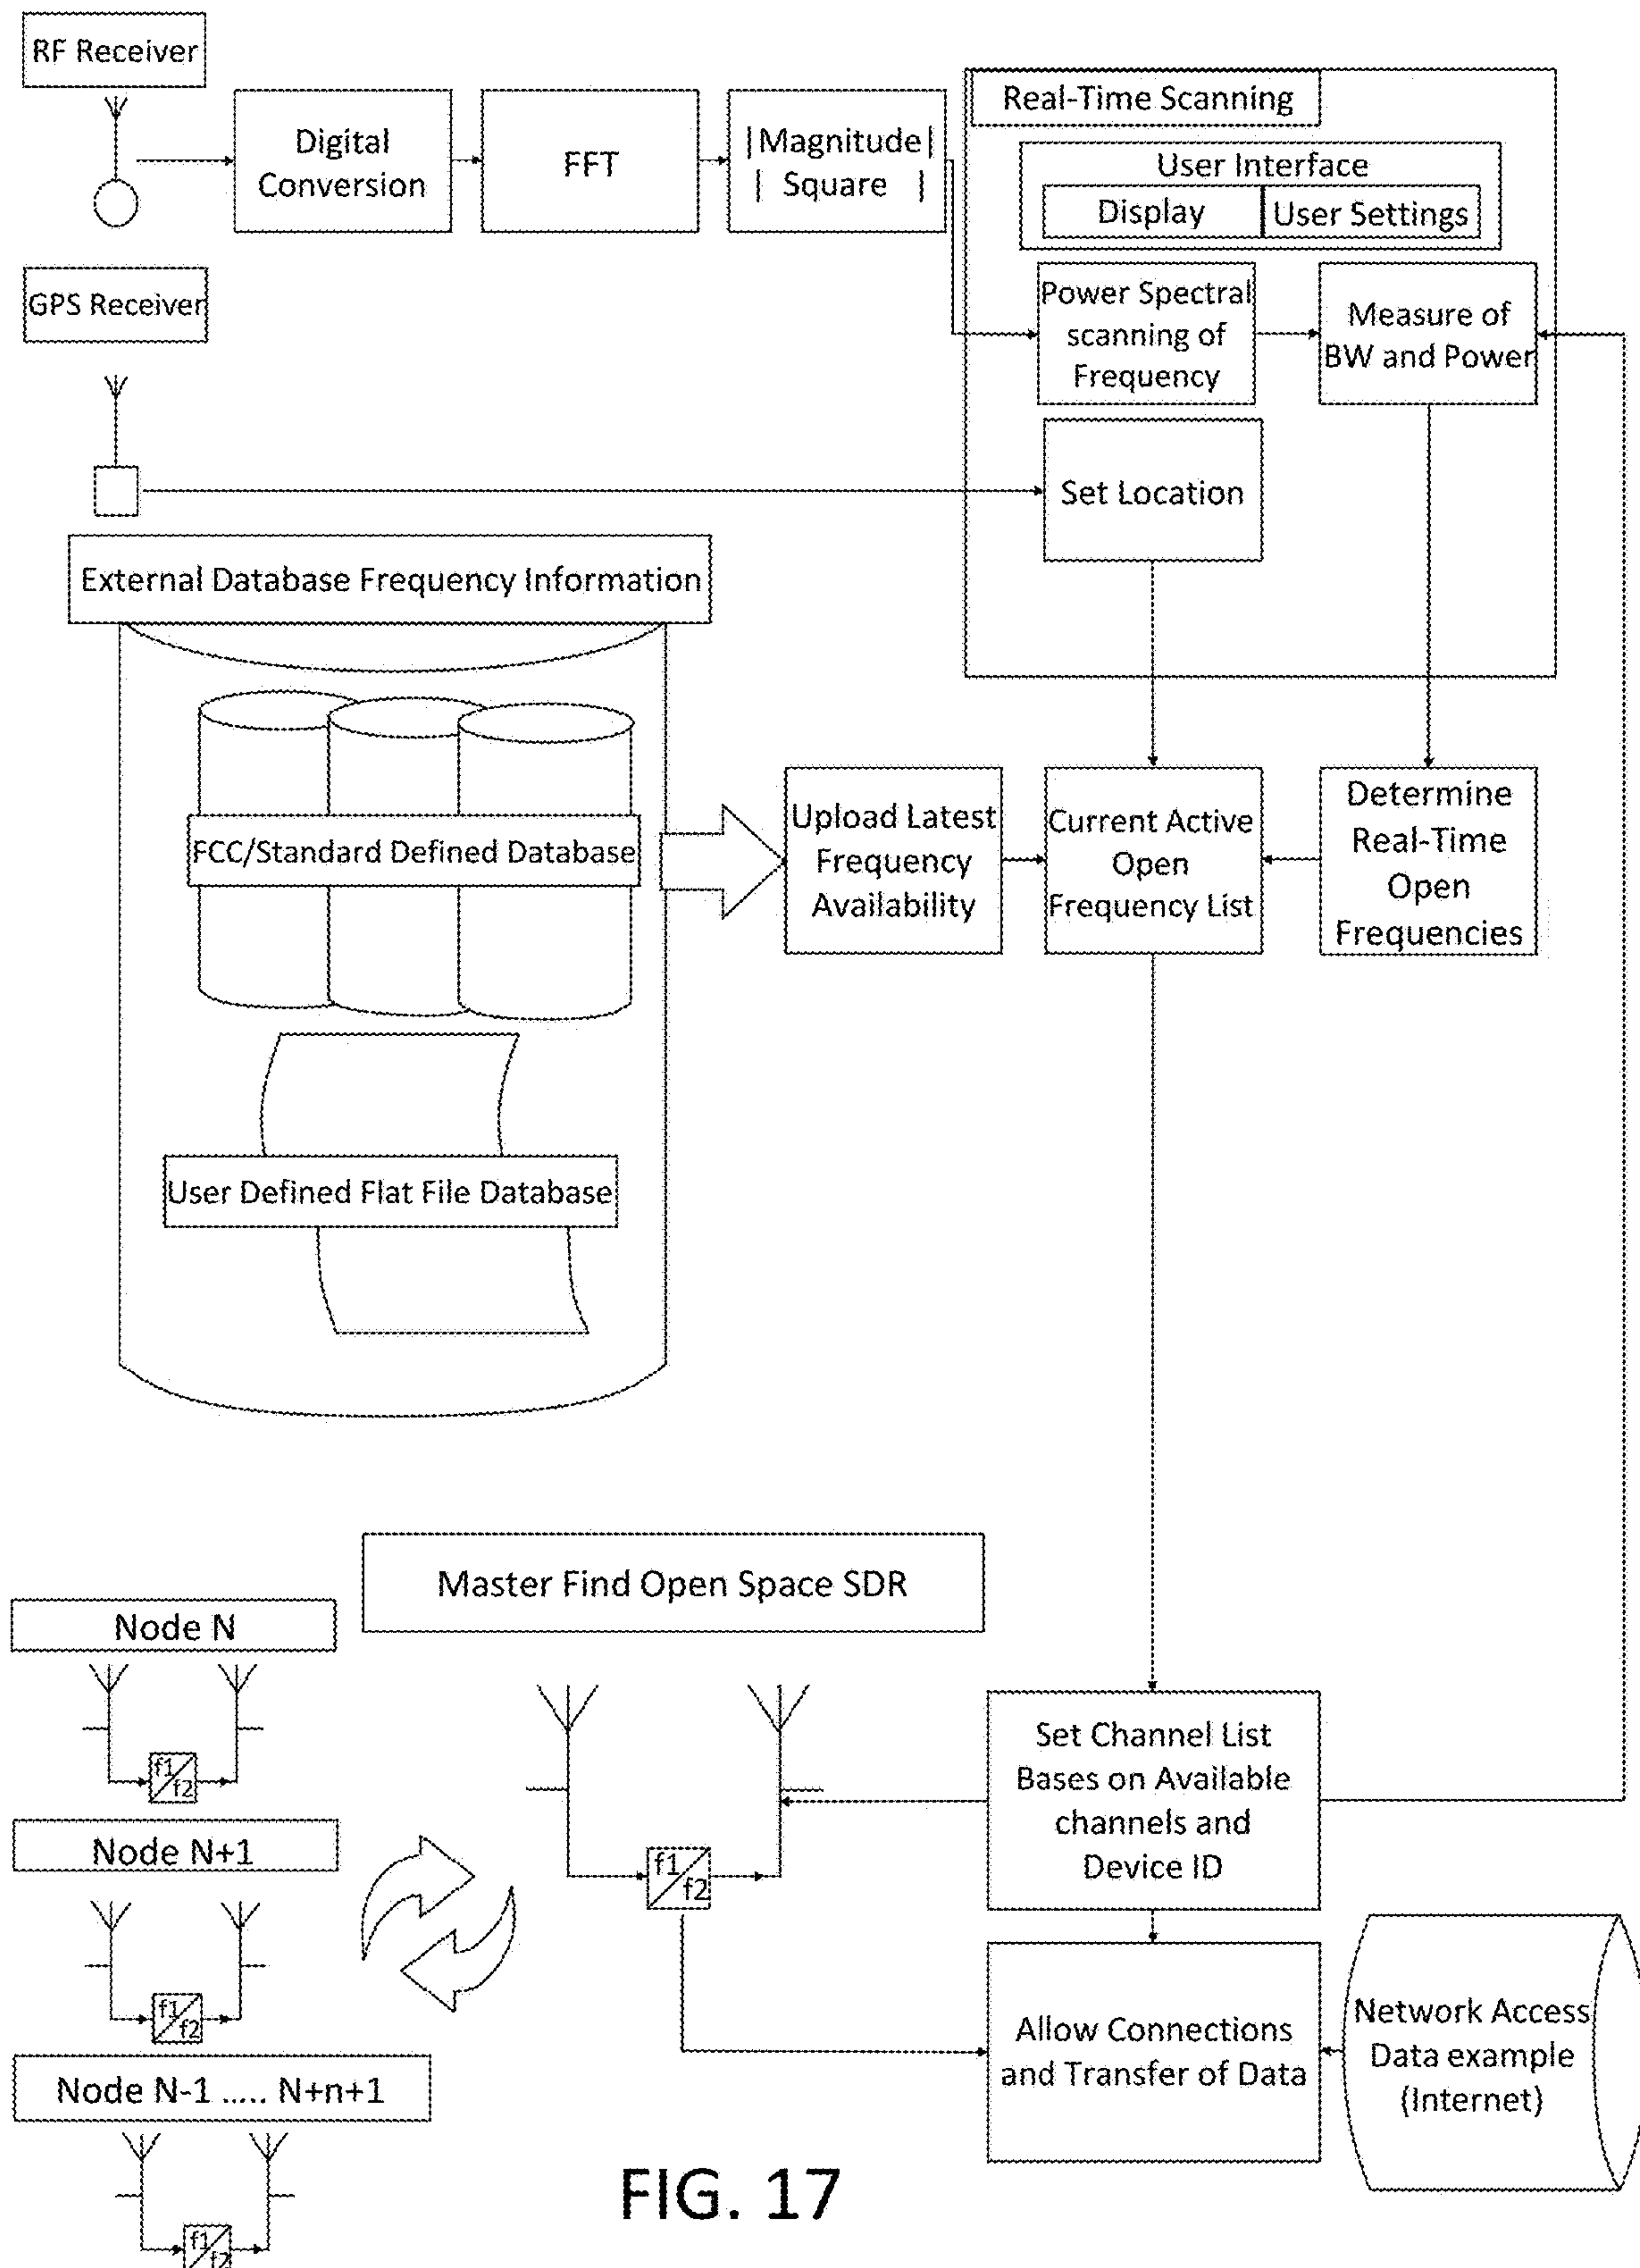 RF Receiver
Digital
Conversion
FFT
|Magnitude|
| Square |
Real-Time Scanning
User Interface
Display
User Settings
GPS Receiver
Power Spectral
scanning of
Frequency
Measure of
BW and Power
Set Location
External Database Frequency Information
FCC/Standard Defined Database
Upload Latest
Frequency
Availability
Current Active
Open
Frequency List
Determine
Real-Time
Open
Frequencies
User Defined Flat File Database
Master Find Open Space SDR
Node N
f1
f2
Node N+1
f1
f2
Node N-1 ..... N+n+1
f1
f2
f1
f2
Set Channel List
Bases on Available
channels and
Device ID
Allow Connections
and Transfer of Data
Network Access
Data example
(Internet)
FIG. 17